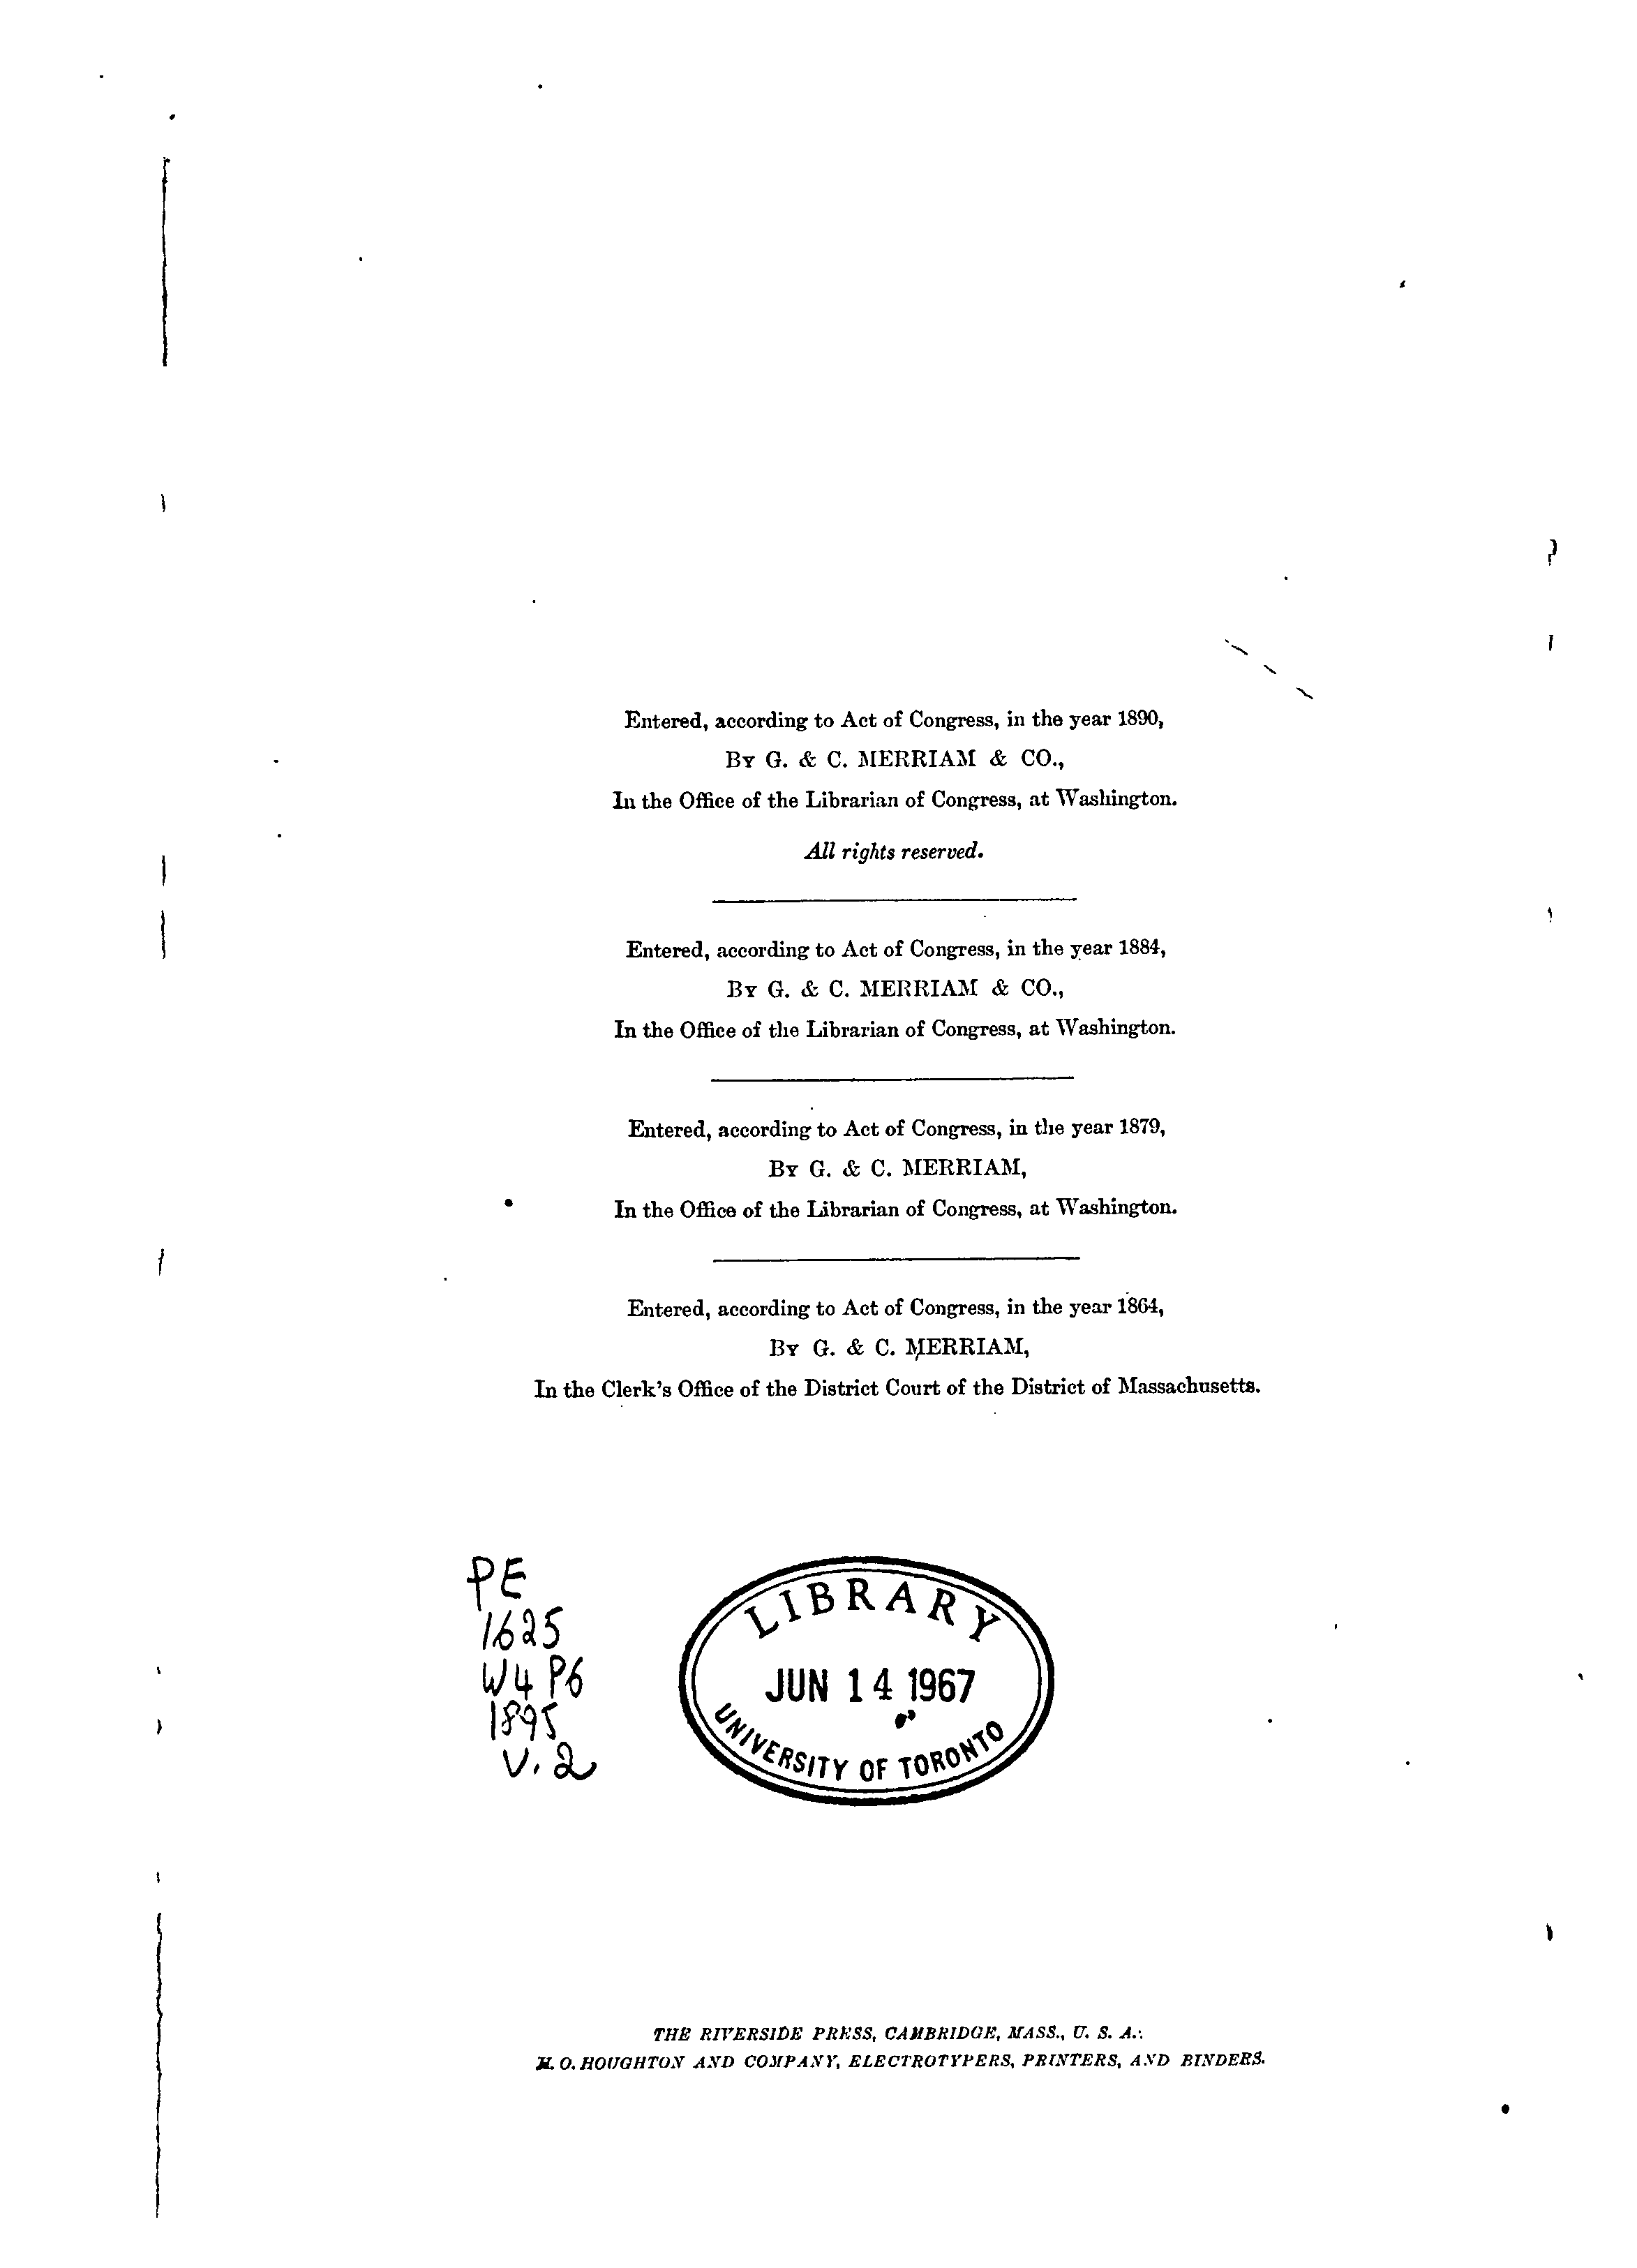 Entered, according to Act of Congress, in the year 1890,
By G. & C. MERRIAM & CO.,
In the Office of the Librarian of Congress, at Washington.
All rights reserved.
Entered, according to Act of Congress, in the year 1884,
By G. & C. MERRIAM & CO.,
In the Office of the Librarian of Congress, at Washington.
Entered, according to Act of Congress, in the year 1879,
By G. & C. MERRIAM,
In the Office of the Librarian of Congress, at Washington.
Entered, according to Act of Congress, in the year 1864,
By G. & C. MERRIAM,
In the Clerk's Office of the District Court of the District of Massachusetts.
PE
1625
W4 P6
1895
V. 2
LIBRARY
JUN 14 1967
UNIVERSITY OF TORONTO
THE RIVERSIDE PRESS, CAMBRIDGE, MASS., U. S. A.:
H. O. HOUGHTON AND COMPANY, ELECTROTYPERS, PRINTERS, AND BINDERS.